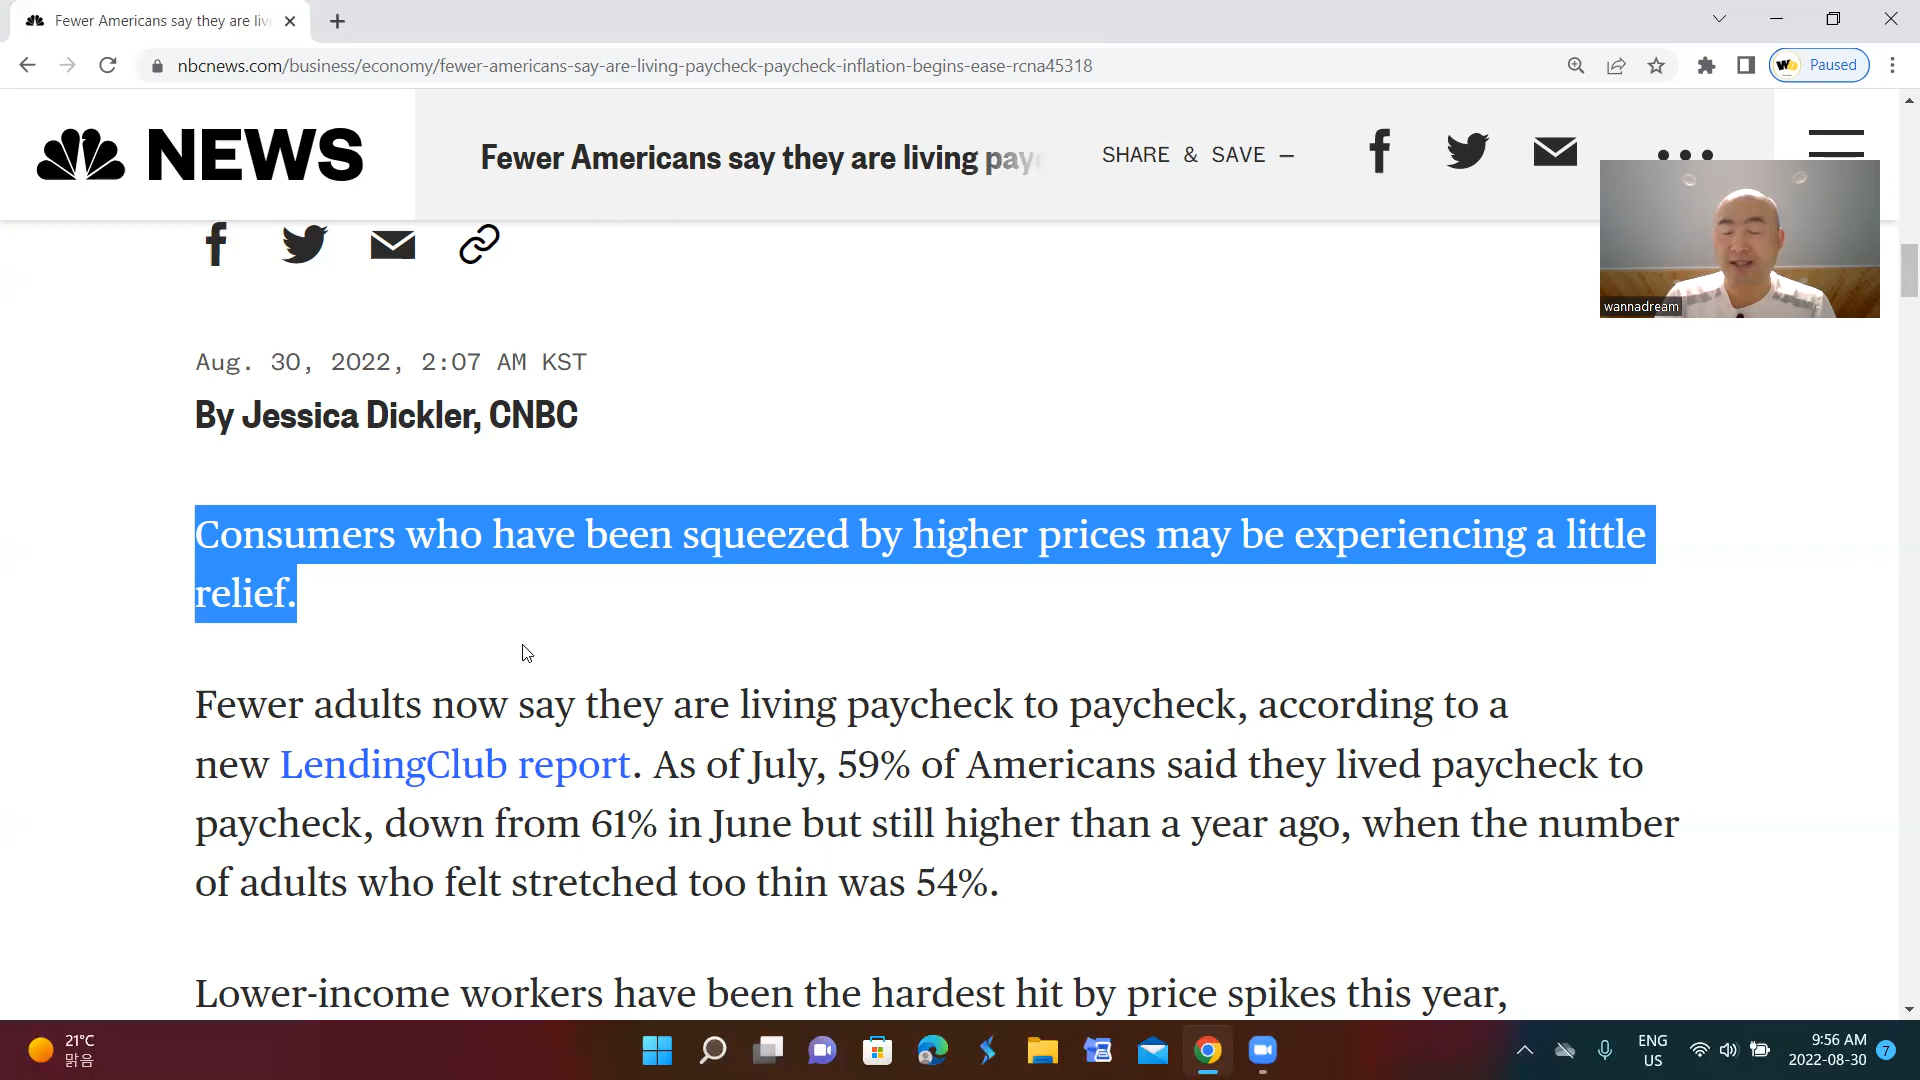 Fewer Americans say they are liv
nbcnews.com/business/economy/fewer-americans-say-are-living-paycheck-paycheck-inflation-begins-ease-rcna45318
Paused
NEWS
Fewer Americans say they are living payc
SHARE & SAVE —
wannadream
Aug. 30, 2022, 2:07 AM KST
By Jessica Dickler, CNBC
Consumers who have been squeezed by higher prices may be experiencing a little
relief.
Fewer adults now say they are living paycheck to paycheck, according to a
new LendingClub report. As of July, 59% of Americans said they lived paycheck to
paycheck, down from 61% in June but still higher than a year ago, when the number
of adults who felt stretched too thin was 54%.
Lower-income workers have been the hardest hit by price spikes this year,
21°C
맑음
ENG
US
9:56 AM
2022-08-30
7